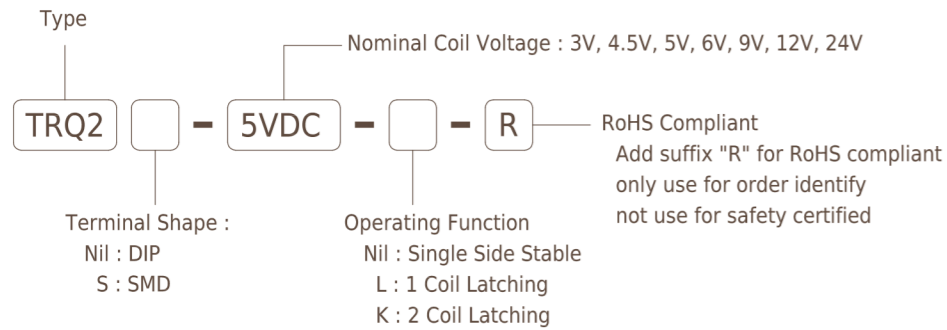 Type
Nominal Coil Voltage : 3V, 4.5V, 5V, 6V, 9V, 12V, 24V
TRQ2 - 5VDC - - R
RoHS Compliant
Add suffix "R" for RoHS compliant
only use for order identify
not use for safety certified
Terminal Shape :
Nil : DIP
S : SMD
Operating Function
Nil : Single Side Stable
L : 1 Coil Latching
K : 2 Coil Latching